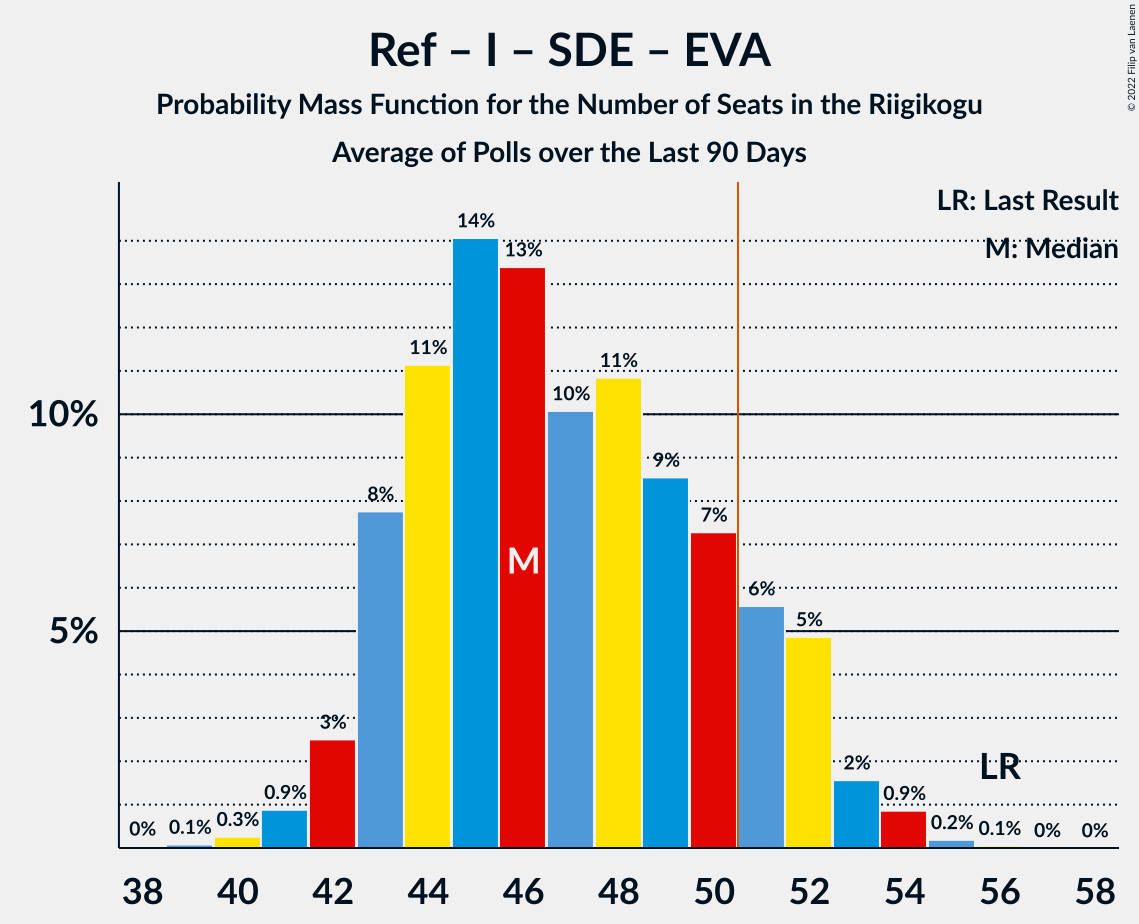 Ref – I – SDE – EVA
Probability Mass Function for the Number of Seats in the Riigikogu
Average of Polls over the Last 90 Days
© 2022 Filip van Laenen
LR: Last Result
M: Median
10%
5%
0%
0.1%
0.3%
0.9%
3%
8%
11%
14%
13%
10%
11%
9%
7%
6%
5%
2%
0.9%
0.2%
0.1%
0%
0%
M
LR
38 40 42 44 46 48 50 52 54 56 58